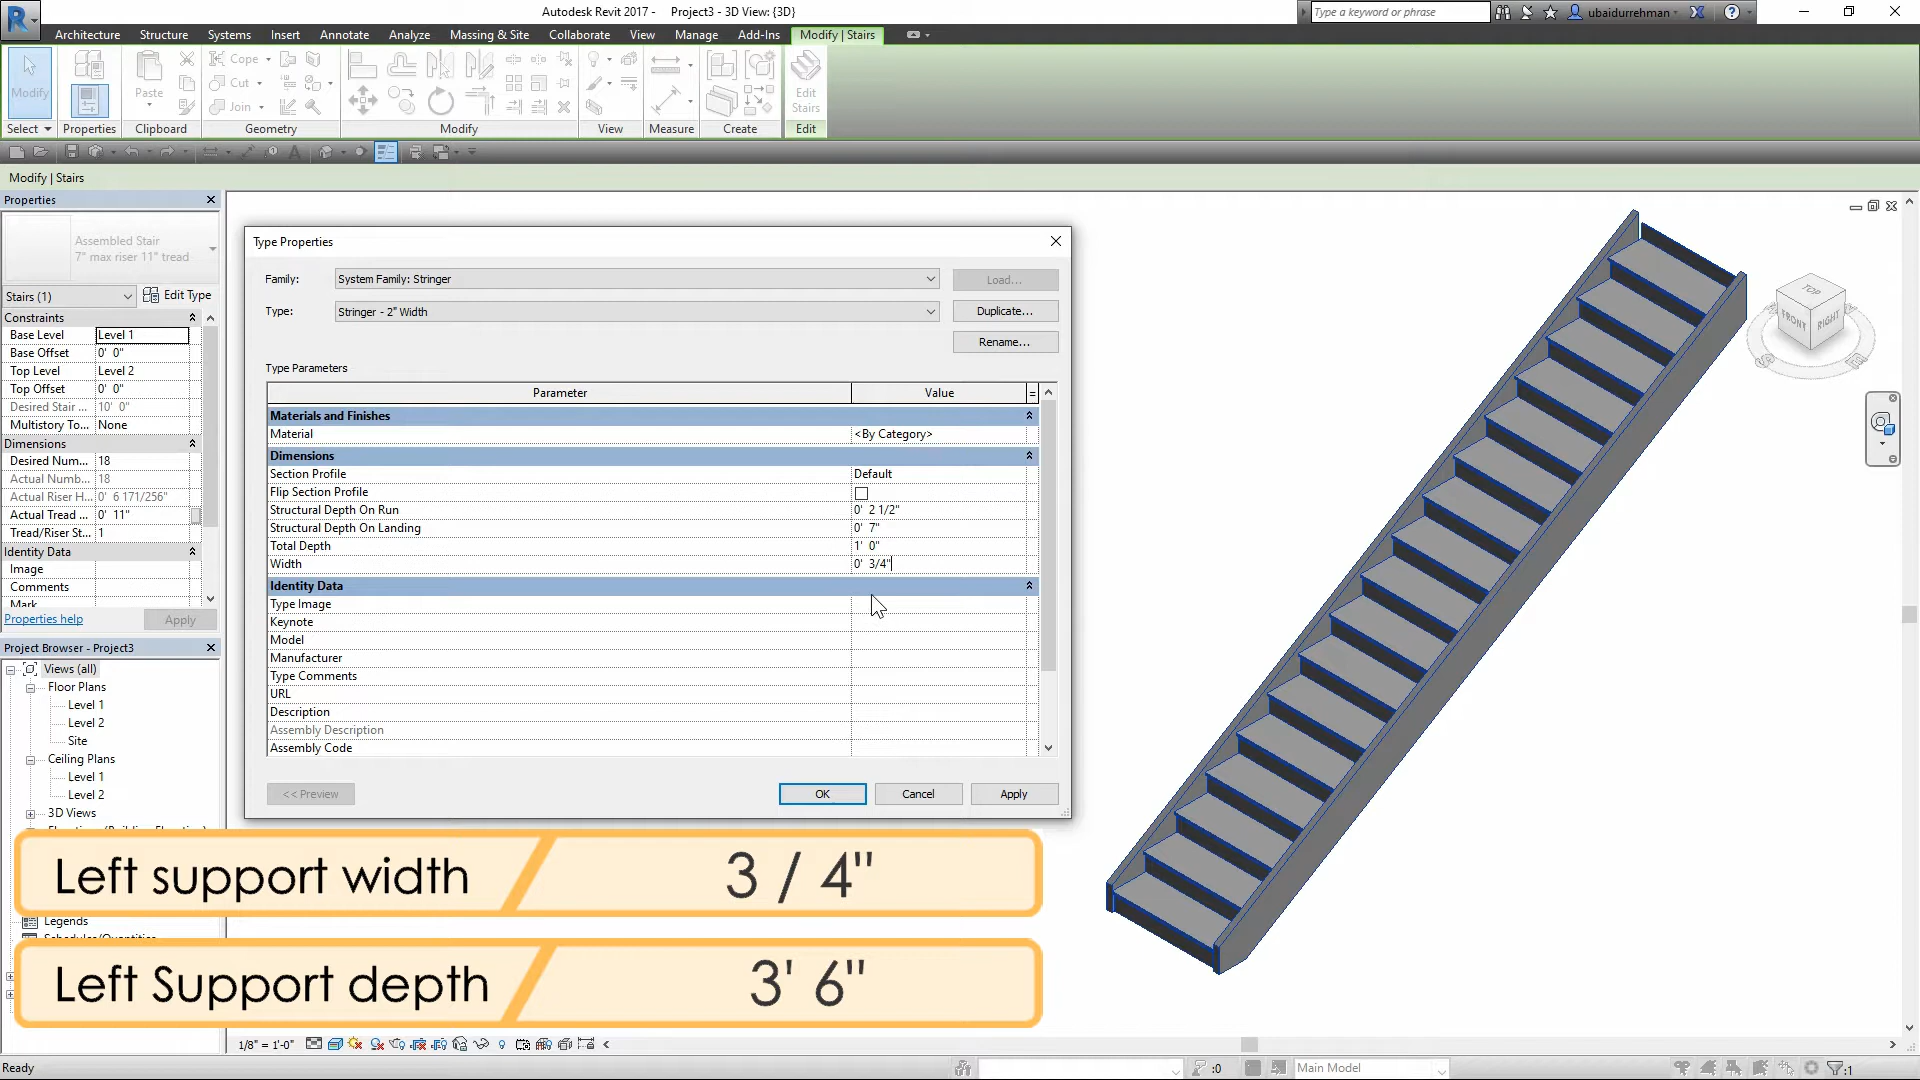 Autodesk Revit 2017 - Project3 - 3D View: {3D}
Type a keyword or phrase
ubaidurrehman
Architecture Structure Systems Insert Annotate Analyze Massing & Site Collaborate View Manage Add-Ins Modify | Stairs
Modify
Paste
Cope
Cut
Join
Edit
Stairs
Select Properties Clipboard Geometry Modify View Measure Create Edit
Modify | Stairs
Properties
Assembled Stair
7" max riser 11" tread
Stairs (1) Edit Type
Constraints
Base Level Level 1
Base Offset 0' 0"
Top Level Level 2
Top Offset 0' 0"
Desired Stair ... 10' 0"
Multistory To... None
Dimensions
Desired Num... 18
Actual Numb... 18
Actual Riser H... 0' 6 171/256"
Actual Tread ... 0' 11"
Tread/Riser St... 1
Identity Data
Image
Comments
Mark
Properties help Apply
Project Browser - Project3
Views (all)
Floor Plans
Level 1
Level 2
Site
Ceiling Plans
Level 1
Level 2
3D Views
Legends
Type Properties
Family: System Family: Stringer Load...
Type: Stringer - 2" Width Duplicate...
Rename...
Type Parameters
Parameter Value =
Materials and Finishes
Material <By Category>
Dimensions
Section Profile Default
Flip Section Profile
Structural Depth On Run 0' 2 1/2"
Structural Depth On Landing 0' 7"
Total Depth 1' 0"
Width 0' 3/4"
Identity Data
Type Image
Keynote
Model
Manufacturer
Type Comments
URL
Description
Assembly Description
Assembly Code
<< Preview OK Cancel Apply
TOP
FRONT RIGHT
Left support width 3 / 4"
Left Support depth 3' 6"
1/8" = 1'-0"
Ready
:0
Main Model
:1